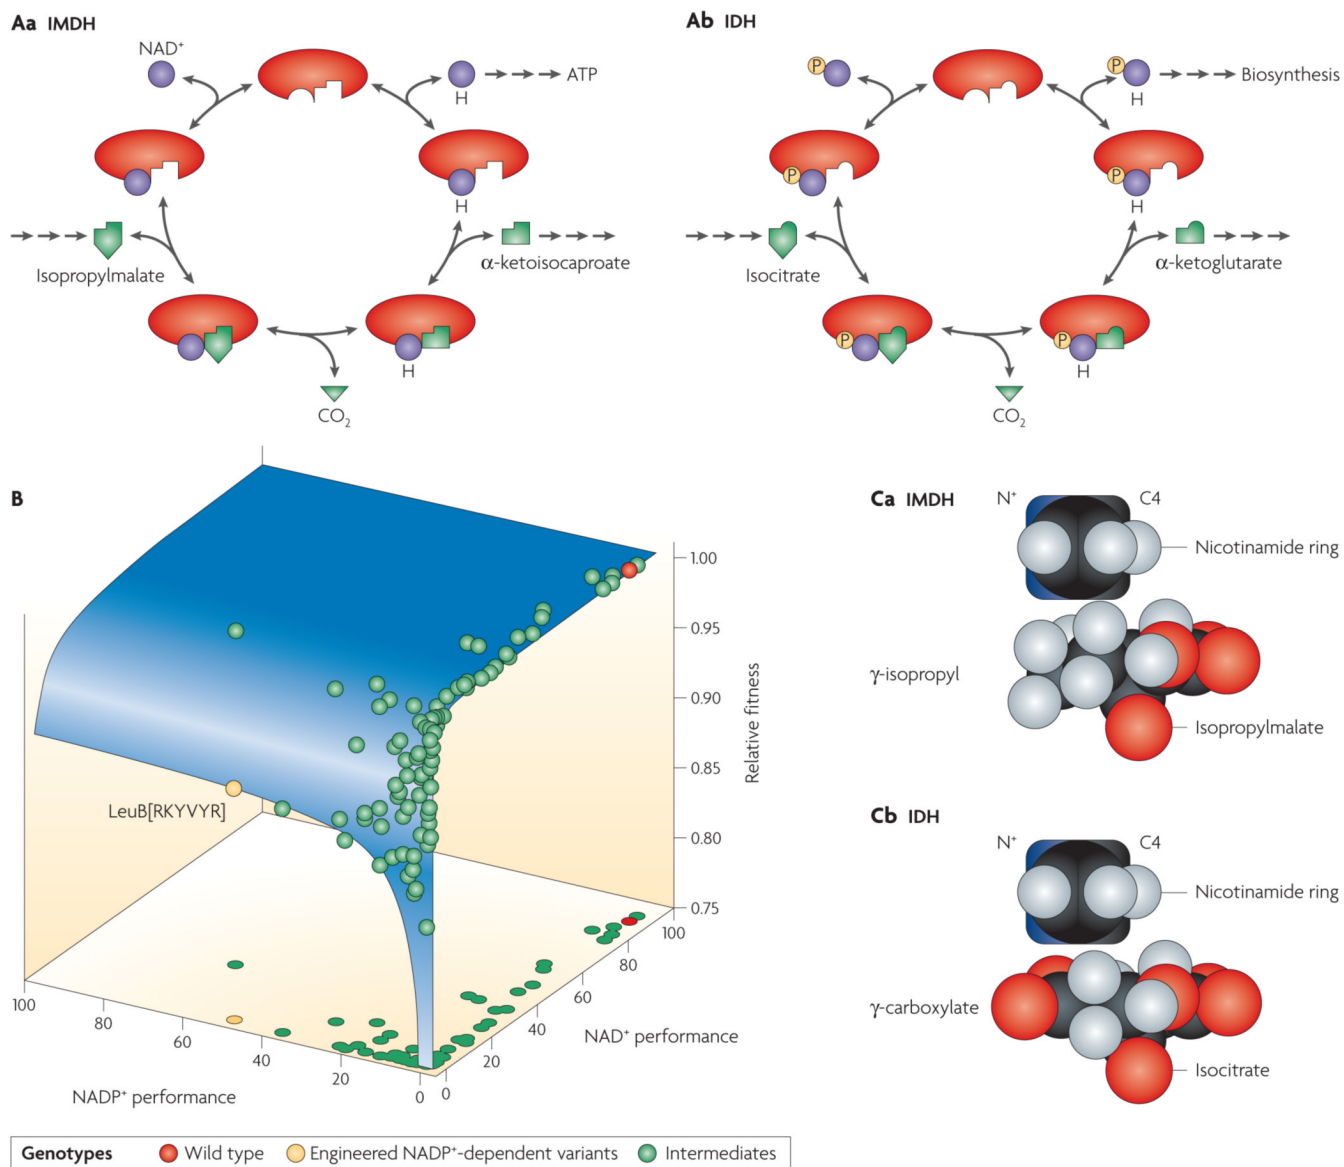 Aa IMDH
NAD⁺
H
ATP
H
Isopropylmalate
α-ketoisocaproate
H
CO₂
Ab IDH
P
P
H
Biosynthesis
P
P
H
Isocitrate
α-ketoglutarate
P
P
H
CO₂
B
1.00
0.95
0.90
0.85
0.80
0.75
Relative fitness
LeuB[RKYVYR]
100
80
60
40
20
0
NADP⁺ performance
0
20
40
60
80
100
NAD⁺ performance
Ca IMDH
N⁺
C4
Nicotinamide ring
γ-isopropyl
Isopropylmalate
Cb IDH
N⁺
C4
Nicotinamide ring
γ-carboxylate
Isocitrate
Genotypes Wild type Engineered NADP⁺-dependent variants Intermediates